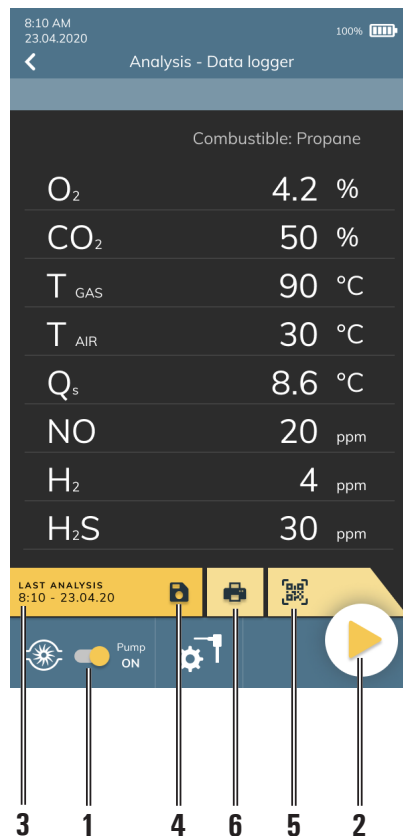 8:10 AM
23.04.2020
100%
Analysis - Data logger
Combustible: Propane
O₂ 4.2 %
CO₂ 50 %
T GAS 90 °C
T AIR 30 °C
Qs 8.6 °C
NO 20 ppm
H₂ 4 ppm
H₂S 30 ppm
LAST ANALYSIS
8:10 - 23.04.20
Pump
ON
3 1 4 6 5 2